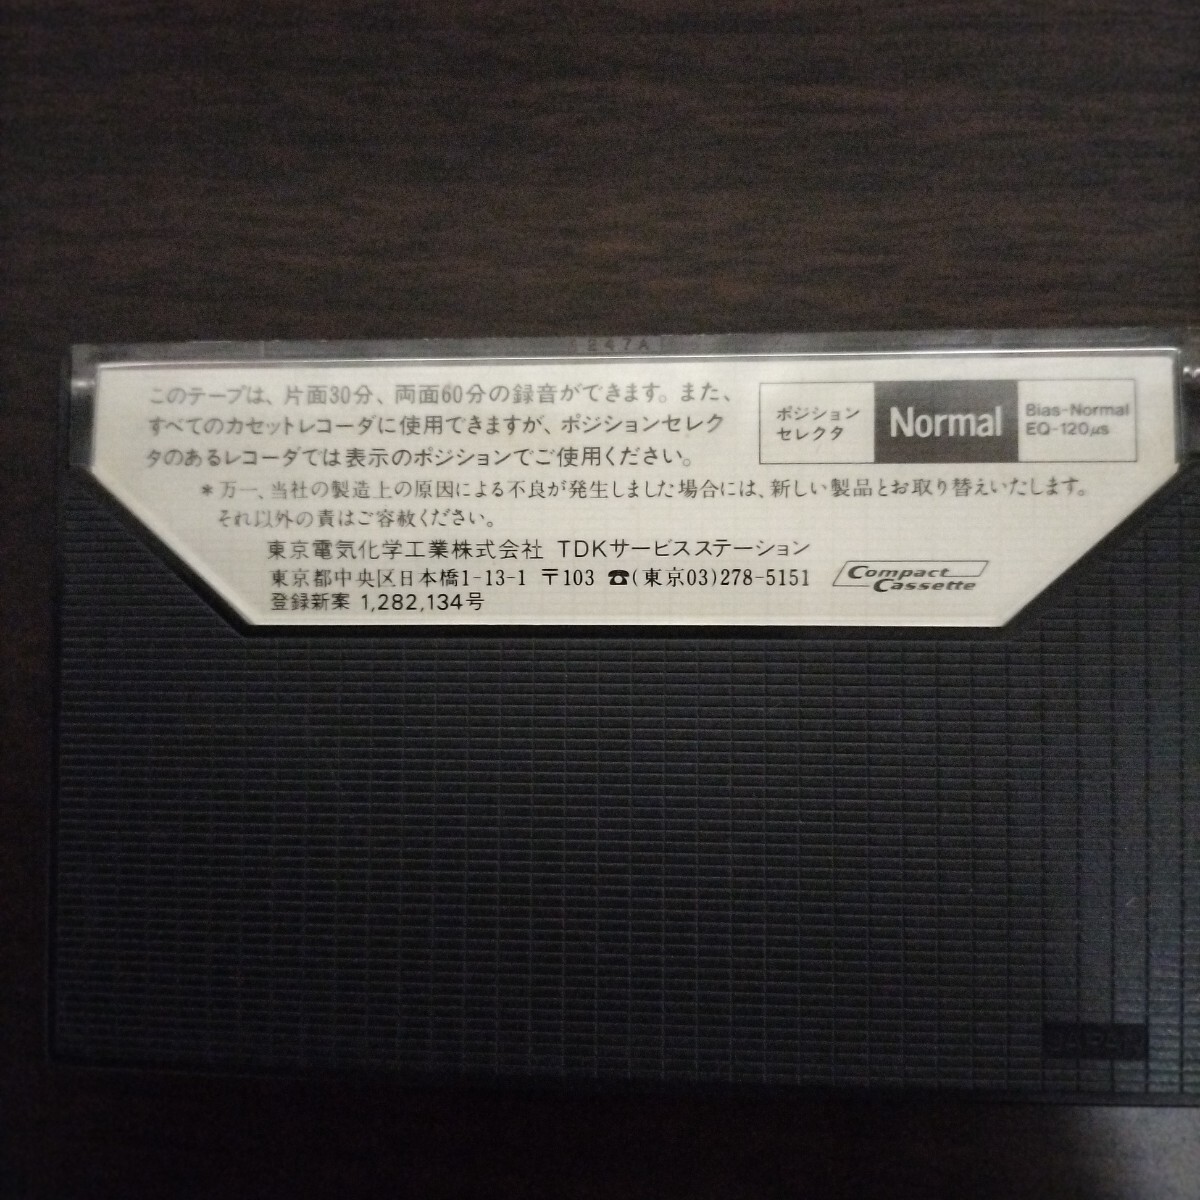 247A
このテープは、片面30分、両面60分の録音ができます。また、
すべてのカセットレコーダに使用できますが、ポジションセレク
タのあるレコーダでは表示のポジションでご使用ください。
ポジション
セレクタ
Normal
Bias-Normal
EQ-120μs
*万一、当社の製造上の原因による不良が発生しました場合には、新しい製品とお取り替えいたします。
それ以外の責はご容赦ください。
東京電気化学工業株式会社 TDKサービスステーション
東京都中央区日本橋1-13-1 〒103 ☎(東京03)278-5151
登録新案 1,282,134号
Compact
Cassette
JAPAN